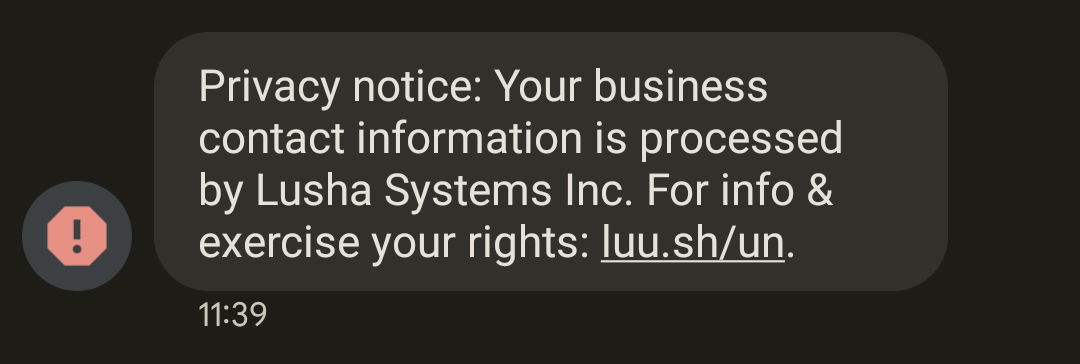 Privacy notice: Your business
contact information is processed
by Lusha Systems Inc. For info &
exercise your rights: luu.sh/un.
11:39